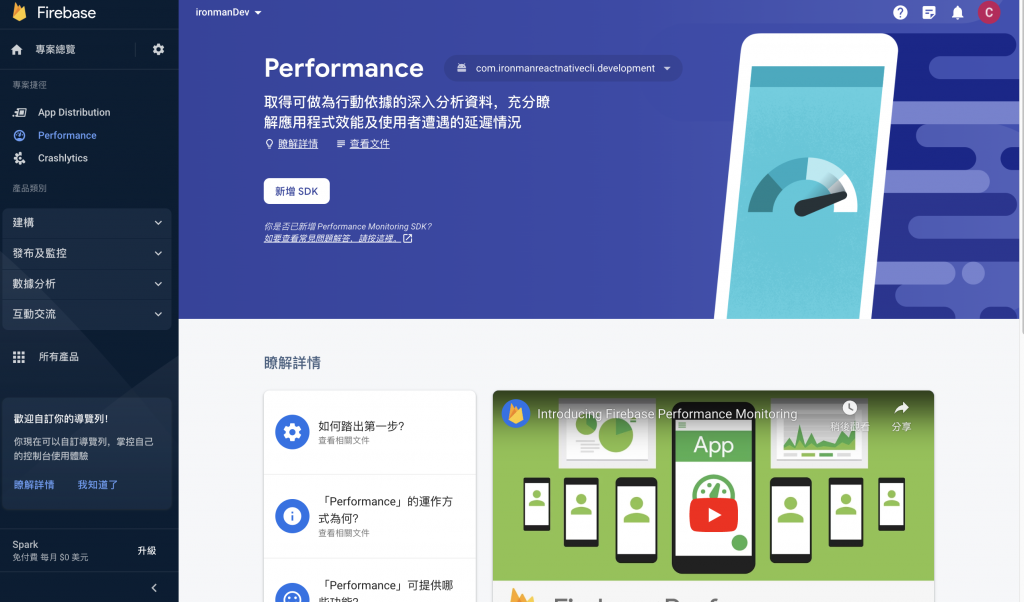 Firebase
專案總覽
專案捷徑
App Distribution
Performance
Crashlytics
產品類別
建構
發布及監控
數據分析
互動交流
所有產品
歡迎自訂你的導覽列!
你現在可以自訂導覽列，掌控自己
的控制台使用體驗
瞭解詳情 我知道了
Spark
免付費 每月 $0 美元
升級
ironmanDev
C
Performance
com.ironmanreactnativecli.development
取得可做為行動依據的深入分析資料，充分瞭
解應用程式效能及使用者遭遇的延遲情況
瞭解詳情 查看文件
新增 SDK
你是否已新增 Performance Monitoring SDK?
如要查看常見問題解答，請按這裡。
瞭解詳情
如何踏出第一步?
查看相關文件
「Performance」的運作方
式為何?
查看相關文件
「Performance」可提供哪
些功能?
Introducing Firebase Performance Monitoring
稍後觀看
分享
App